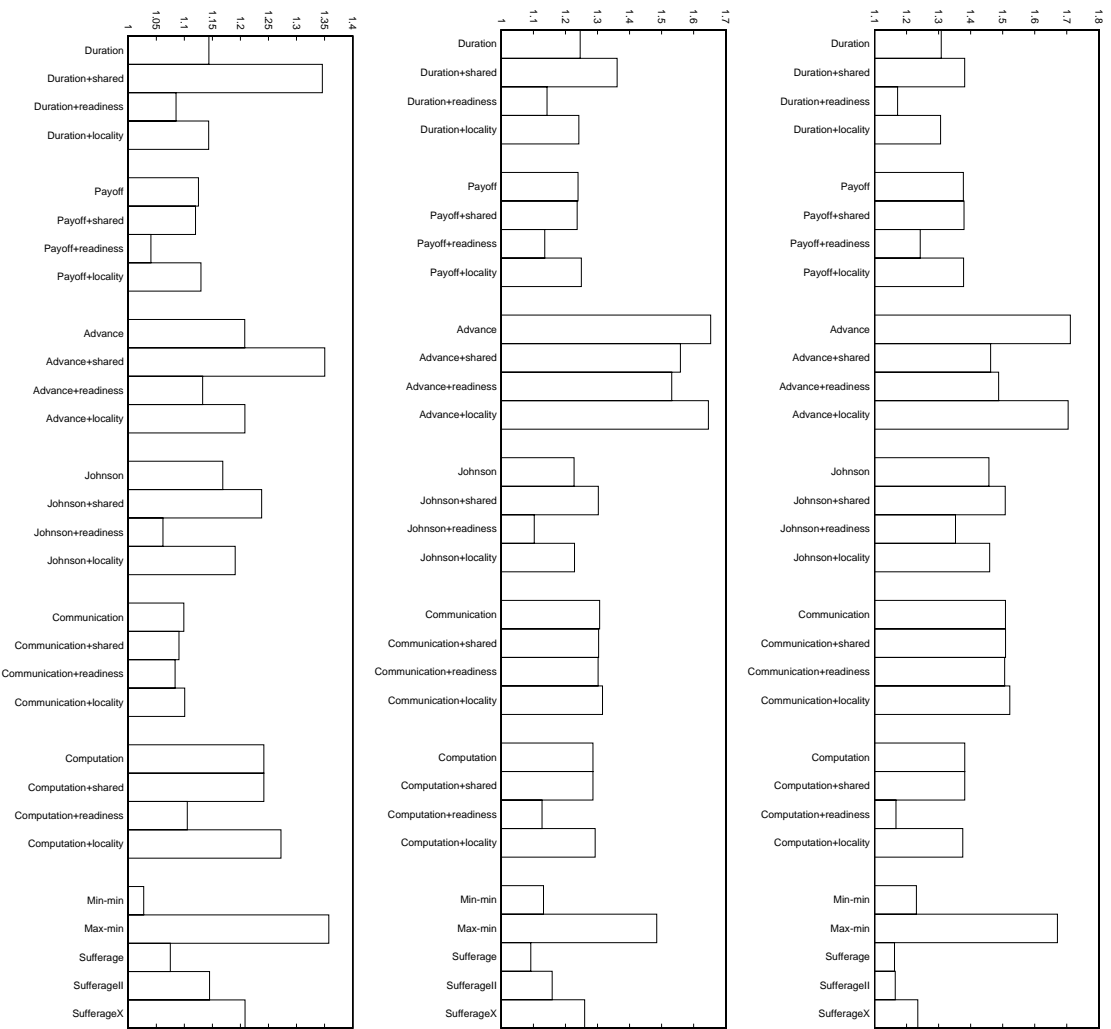 1 1.05 1.1 1.15 1.2 1.25 1.3 1.35 1.4
Duration
Duration+shared
Duration+readiness
Duration+locality
Payoff
Payoff+shared
Payoff+readiness
Payoff+locality
Advance
Advance+shared
Advance+readiness
Advance+locality
Johnson
Johnson+shared
Johnson+readiness
Johnson+locality
Communication
Communication+shared
Communication+readiness
Communication+locality
Computation
Computation+shared
Computation+readiness
Computation+locality
Min-min
Max-min
Sufferage
SufferageII
SufferageX
1 1.1 1.2 1.3 1.4 1.5 1.6 1.7
Duration
Duration+shared
Duration+readiness
Duration+locality
Payoff
Payoff+shared
Payoff+readiness
Payoff+locality
Advance
Advance+shared
Advance+readiness
Advance+locality
Johnson
Johnson+shared
Johnson+readiness
Johnson+locality
Communication
Communication+shared
Communication+readiness
Communication+locality
Computation
Computation+shared
Computation+readiness
Computation+locality
Min-min
Max-min
Sufferage
SufferageII
SufferageX
1.1 1.2 1.3 1.4 1.5 1.6 1.7 1.8
Duration
Duration+shared
Duration+readiness
Duration+locality
Payoff
Payoff+shared
Payoff+readiness
Payoff+locality
Advance
Advance+shared
Advance+readiness
Advance+locality
Johnson
Johnson+shared
Johnson+readiness
Johnson+locality
Communication
Communication+shared
Communication+readiness
Communication+locality
Computation
Computation+shared
Computation+readiness
Computation+locality
Min-min
Max-min
Sufferage
SufferageII
SufferageX